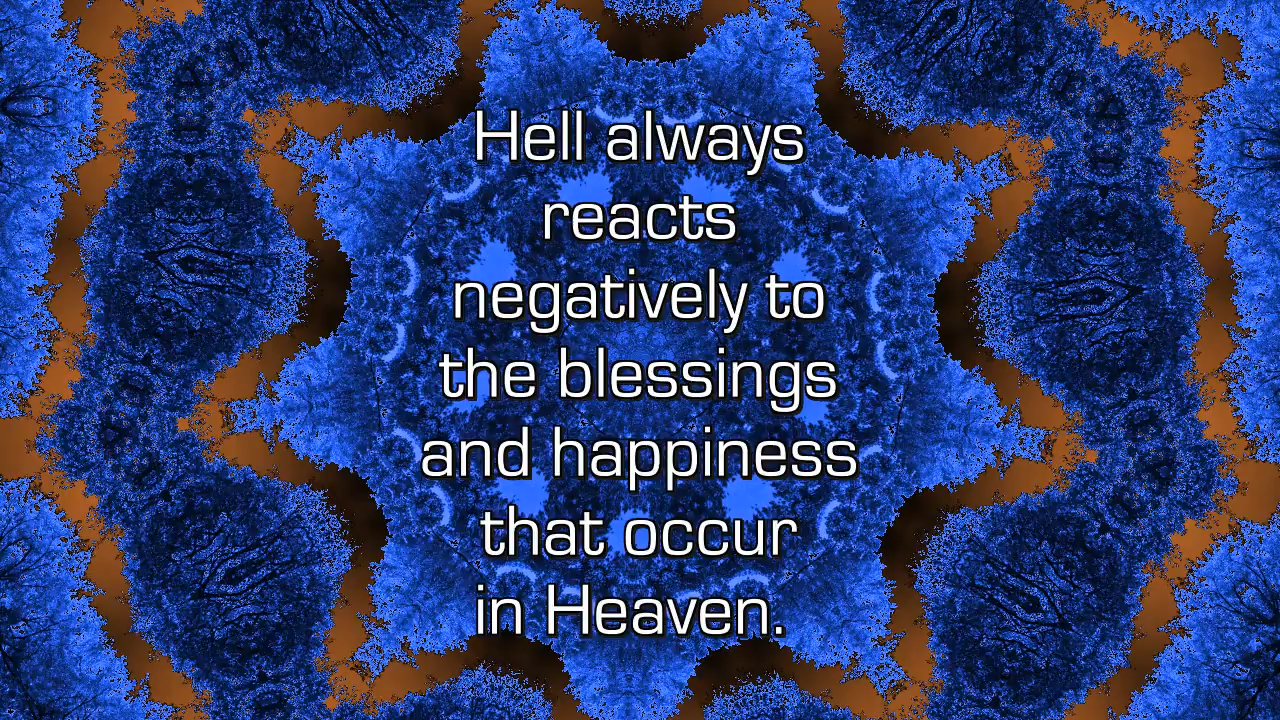 Hell always
reacts
negatively to
the blessings
and happiness
that occur
in Heaven.